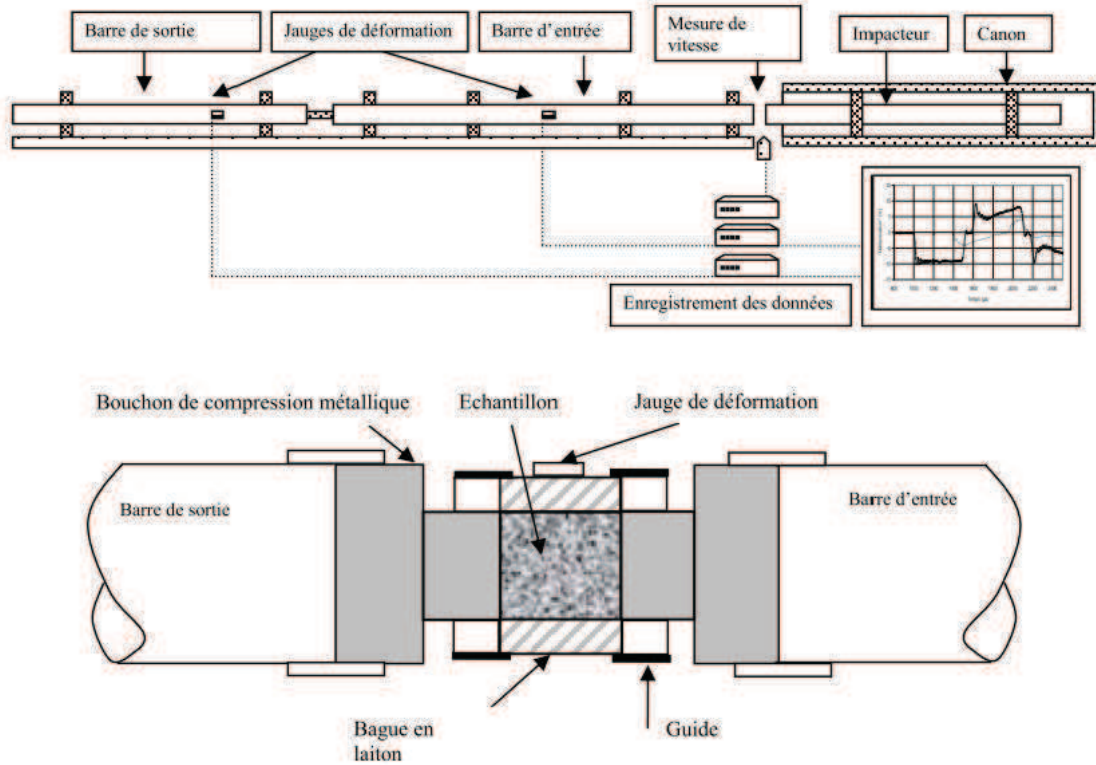 Barre de sortie
Jauges de déformation
Barre d'entrée
Mesure de
vitesse
Impacteur
Canon
Enregistrement des données
Bouchon de compression métallique
Echantillon
Jauge de déformation
Barre de sortie
Barre d'entrée
Bague en
laiton
Guide